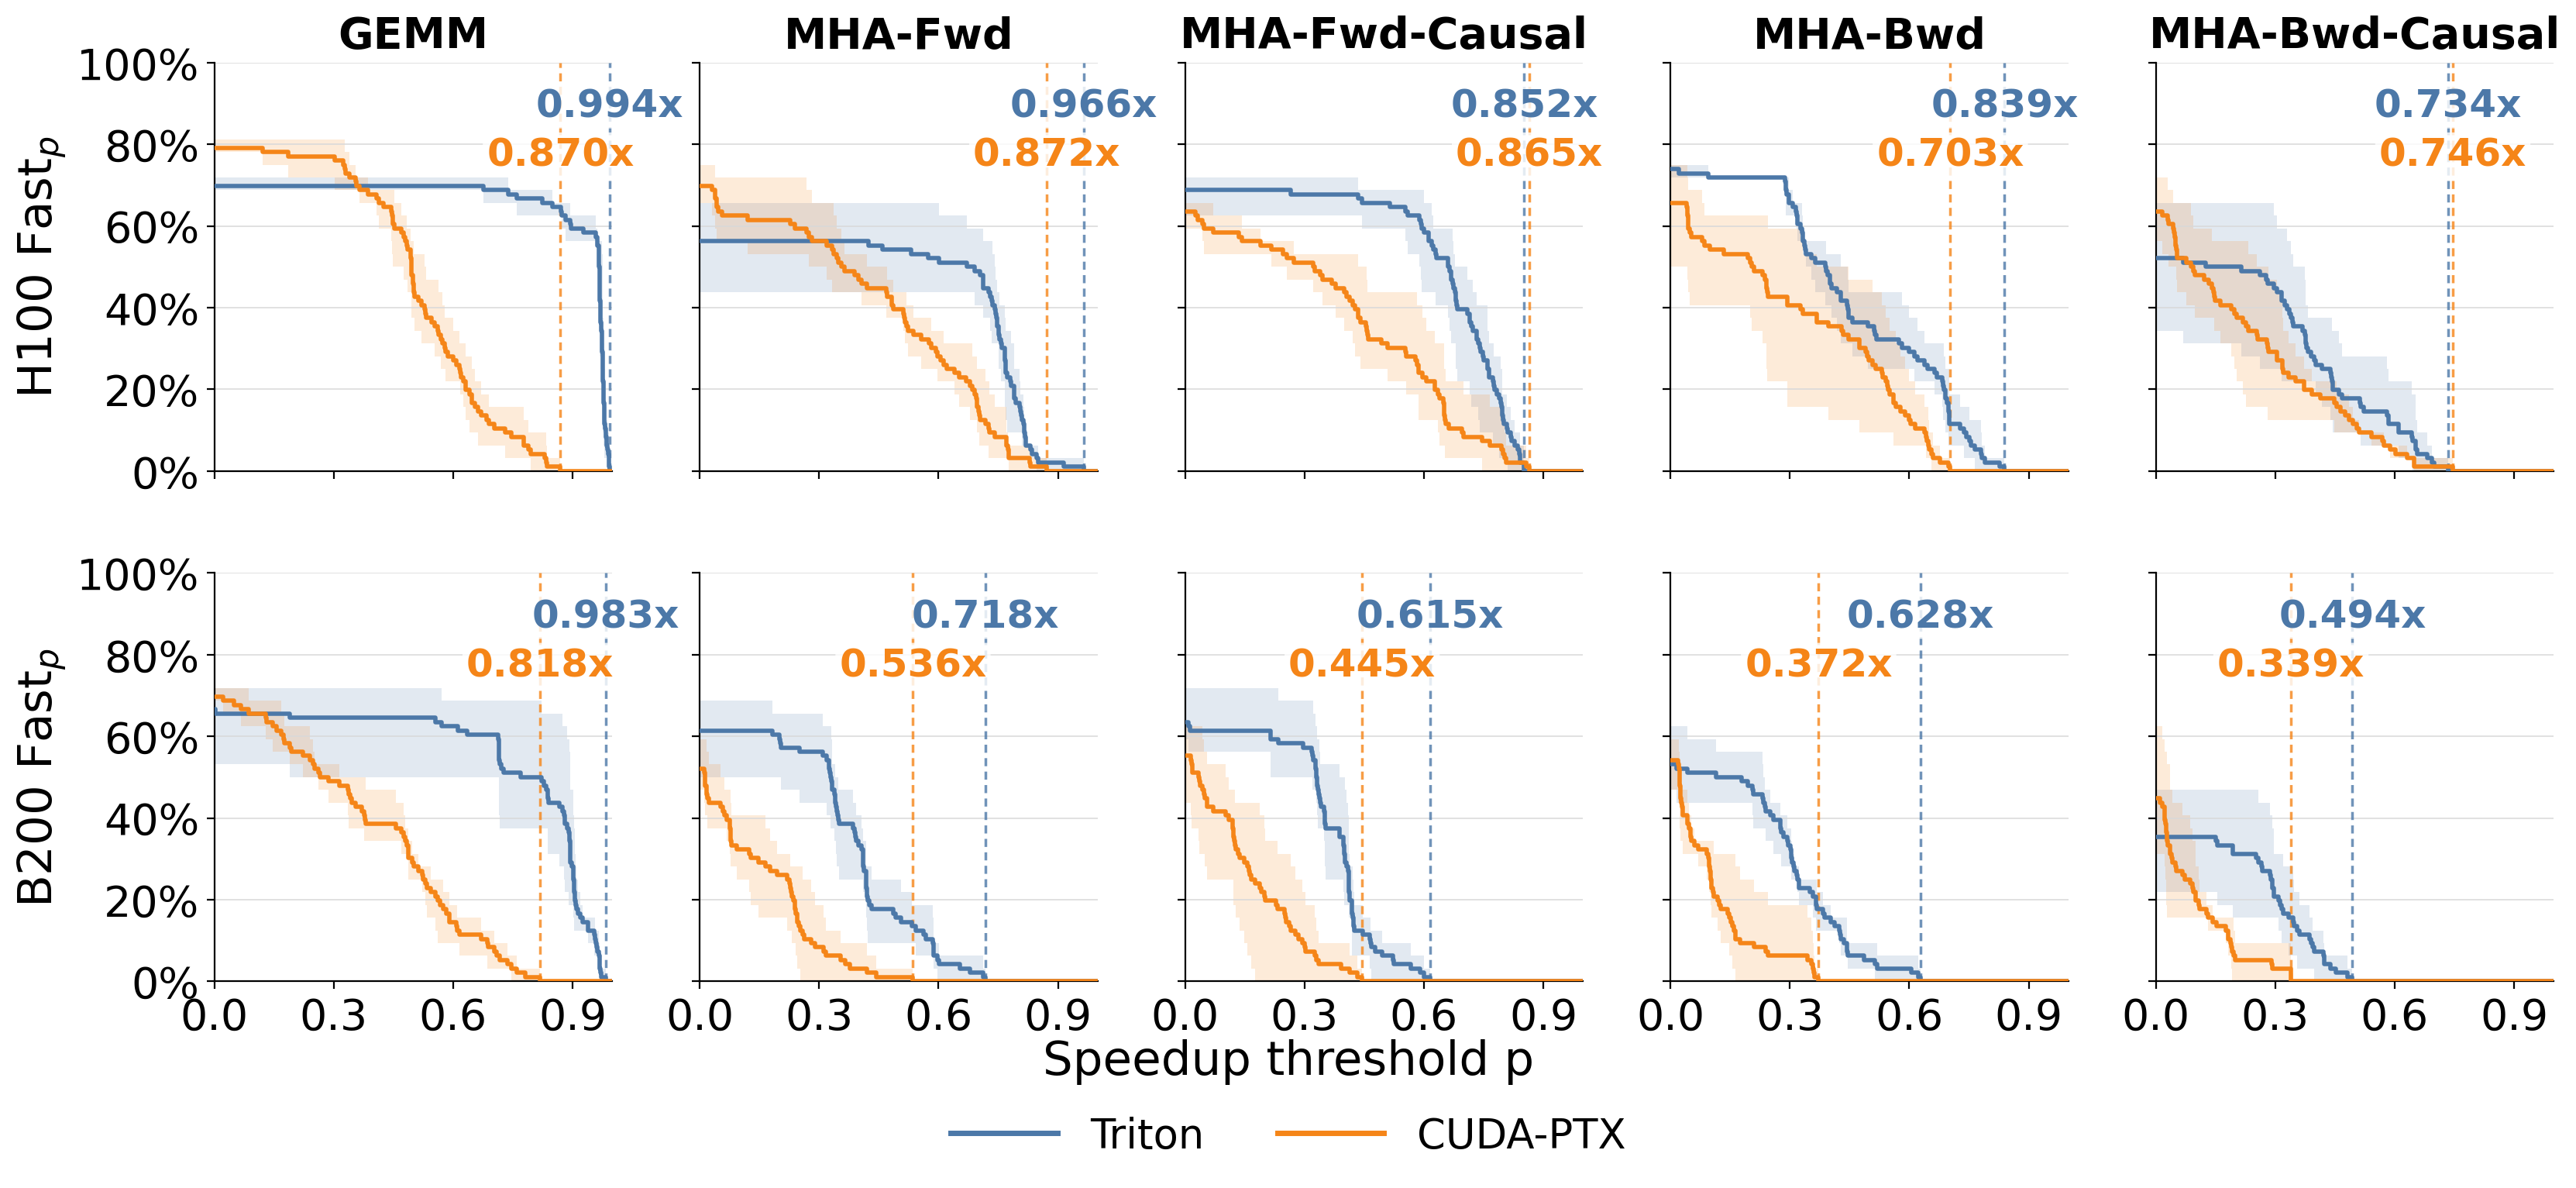 GEMM MHA-Fwd MHA-Fwd-Causal MHA-Bwd MHA-Bwd-Causal
H100 Fastp
100%
80%
60%
40%
20%
0%
0.994x
0.870x
0.966x
0.872x
0.852x
0.865x
0.839x
0.703x
0.734x
0.746x
B200 Fastp
100%
80%
60%
40%
20%
0%
0.983x
0.818x
0.718x
0.536x
0.615x
0.445x
0.628x
0.372x
0.494x
0.339x
0.0 0.3 0.6 0.9 0.0 0.3 0.6 0.9 0.0 0.3 0.6 0.9 0.0 0.3 0.6 0.9 0.0 0.3 0.6 0.9
Speedup threshold p
Triton CUDA-PTX